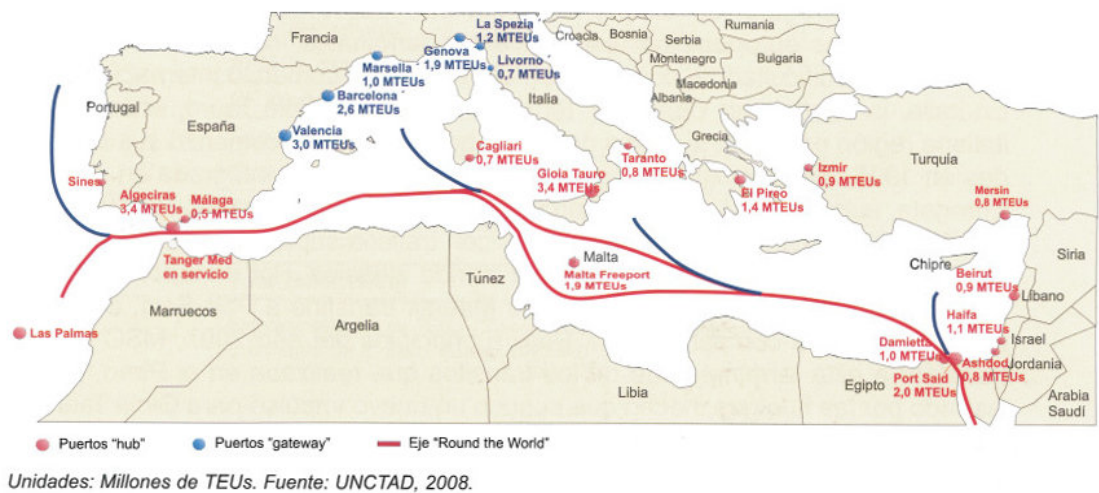 Francia
La Spezia
1,2 MTEUs
Genova
1,9 MTEUs
Croacia
Bosnia
Serbia
Rumania
Montenegro
Bulgaria
Macedonia
Albania
Livorno
0,7 MTEUs
Marsella
1,0 MTEUs
Italia
Barcelona
2,6 MTEUs
Portugal
España
Valencia
3,0 MTEUs
Grecia
Turquía
Cagliari
0,7 MTEUs
Taranto
0,8 MTEUs
Gioia Tauro
3,4 MTEUs
Izmir
0,9 MTEUs
El Pireo
1,4 MTEUs
Mersin
0,8 MTEUs
Sines
Algeciras
3,4 MTEUs
Málaga
0,5 MTEUs
Tanger Med
en servicio
Malta
Malta Freeport
1,9 MTEUs
Túnez
Chipre
Siria
Beirut
0,9 MTEUs
Líbano
Marruecos
Argelia
Las Palmas
Haifa
1,1 MTEUs
Israel
Jordania
Damietta
1,0 MTEUs
Ashdod
0,8 MTEUs
Port Said
2,0 MTEUs
Libia
Egipto
Arabia
Saudí
Puertos "hub"
Puertos "gateway"
Eje "Round the World"
Unidades: Millones de TEUs. Fuente: UNCTAD, 2008.